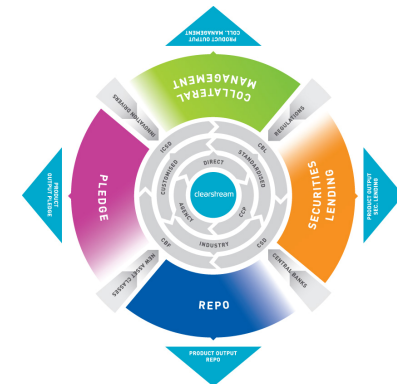 PRODUCT OUTPUT
COLL. MANAGEMENT
COLLATERAL
MANAGEMENT
INNOVATION DRIVERS
REGULATIONS
ICSD
CBL
CUSTOMISED
DIRECT
STANDARDISED
PLEDGE
clearstream
SECURITIES
LENDING
PRODUCT
OUTPUT PLEDGE
PRODUCT OUTPUT
SEC. LENDING
AGENCY
CCP
INDUSTRY
CBF
CSD
NEW ASSET CLASSES
CENTRAL BANKS
REPO
PRODUCT OUTPUT
REPO